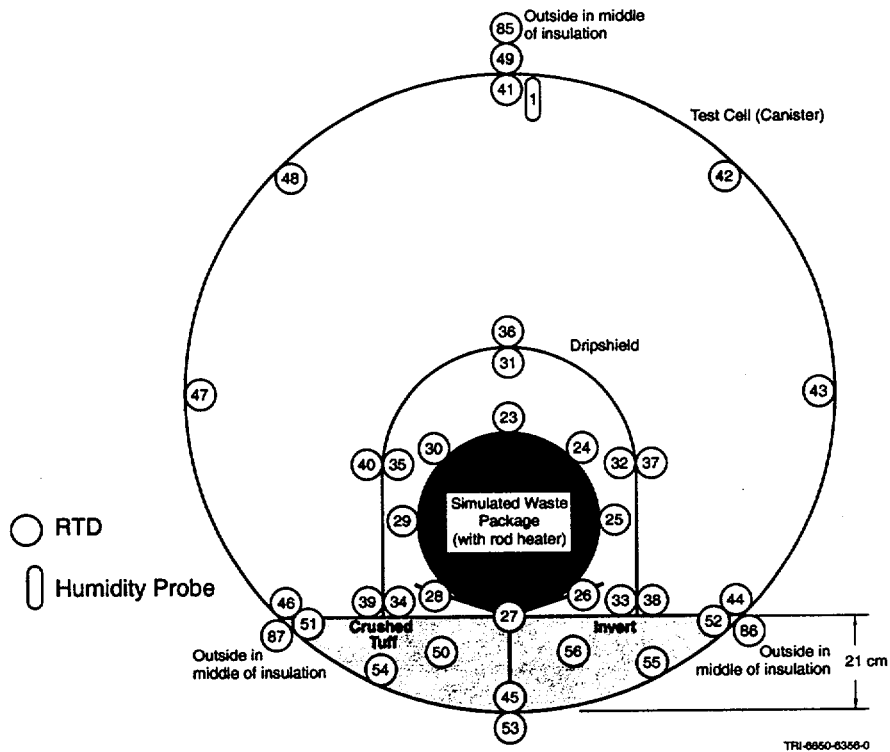 85
Outside in middle
of insulation
49
41
1
Test Cell (Canister)
48
42
36
Dripshield
31
47
43
23
30
24
40
35
32
37
Simulated Waste
Package
(with rod heater)
29
25
RTD
Humidity Probe
28
26
46
39
34
33
38
44
51
27
52
87
86
Crushed
Tuff
Invert
50
56
Outside in
middle of insulation
54
55
Outside in
middle of insulation
21 cm
45
53
TRI-6650-6356-0